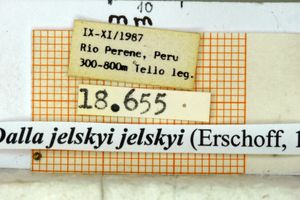 10
mm
IX-XI/1987
Rio Perene, Peru
300-800m Tello leg.
18.655
Dalla jelskyi jelskyi (Erschoff, 1